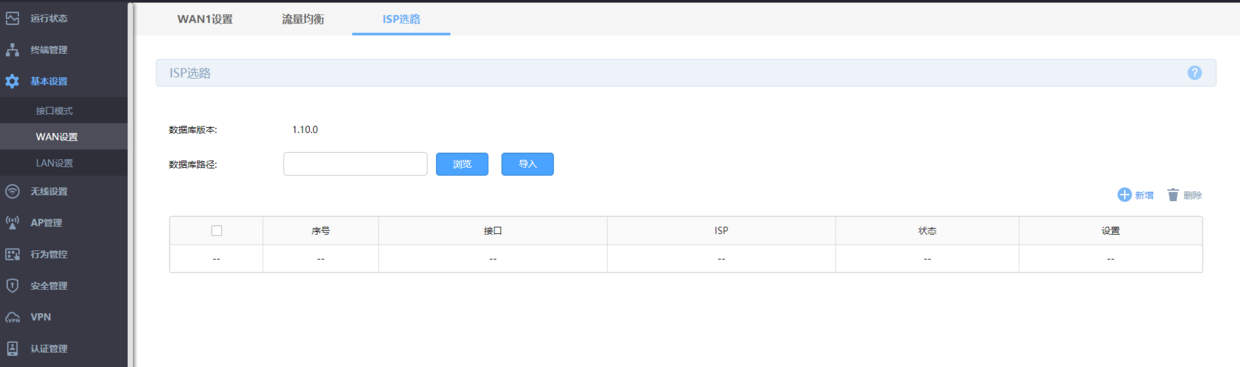 运行状态
终端管理
基本设置
接口模式
WAN设置
LAN设置
无线设置
AP管理
行为管控
安全管理
VPN
认证管理
WAN1设置 流量均衡 ISP选路
ISP选路 ?
数据库版本: 1.10.0
数据库路径: 浏览 导入
新增 删除
序号 接口 ISP 状态 设置
-- -- -- -- -- --